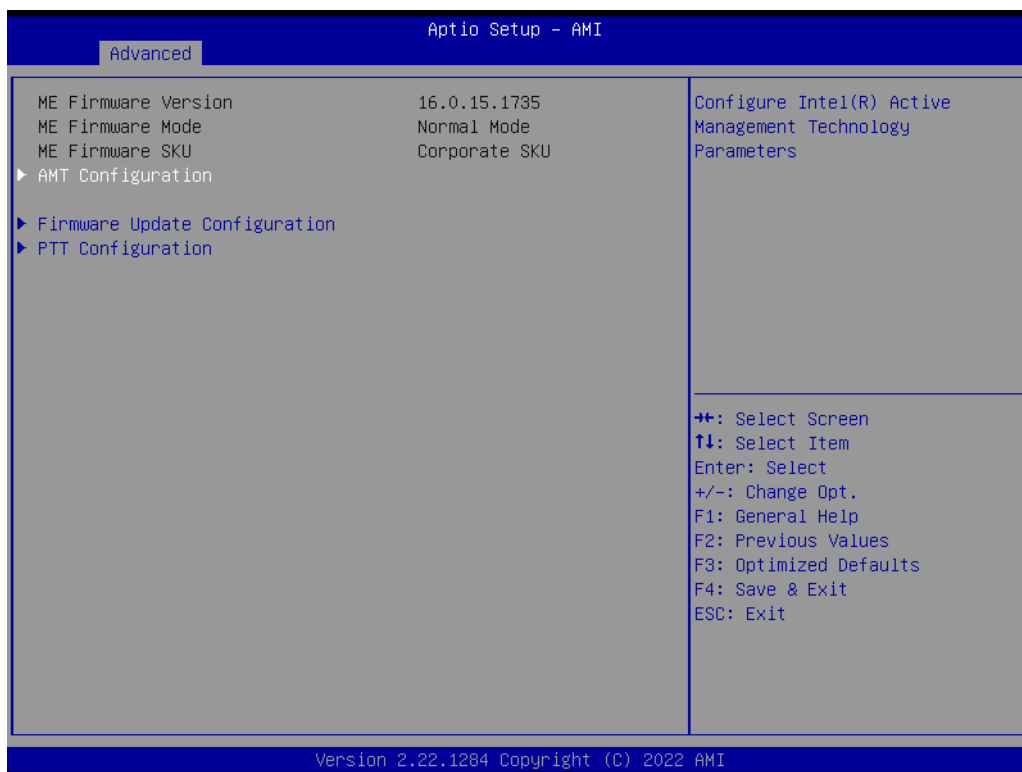 Aptio Setup – AMI
Advanced
ME Firmware Version 16.0.15.1735
ME Firmware Mode Normal Mode
ME Firmware SKU Corporate SKU
▶ AMT Configuration
▶ Firmware Update Configuration
▶ PTT Configuration
Configure Intel(R) Active
Management Technology
Parameters
→←: Select Screen
↑↓: Select Item
Enter: Select
+/-: Change Opt.
F1: General Help
F2: Previous Values
F3: Optimized Defaults
F4: Save & Exit
ESC: Exit
Version 2.22.1284 Copyright (C) 2022 AMI